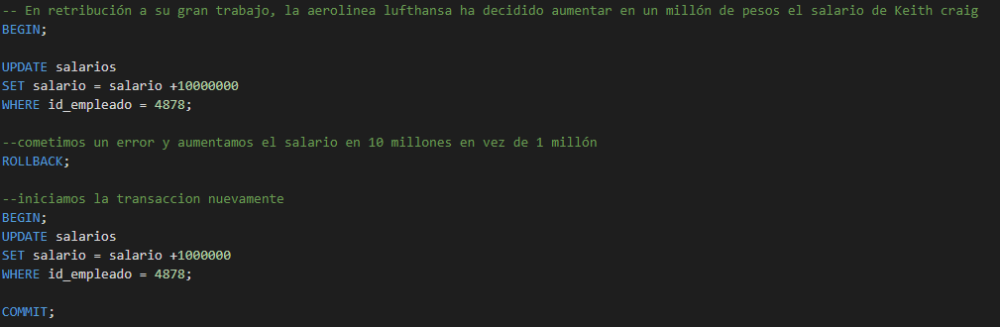 -- En retribución a su gran trabajo, la aerolinea lufthansa ha decidido aumentar en un millón de pesos el salario de Keith craig
BEGIN;
UPDATE salarios
SET salario = salario +10000000
WHERE id_empleado = 4878;
--cometimos un error y aumentamos el salario en 10 millones en vez de 1 millón
ROLLBACK;
--iniciamos la transaccion nuevamente
BEGIN;
UPDATE salarios
SET salario = salario +1000000
WHERE id_empleado = 4878;
COMMIT;